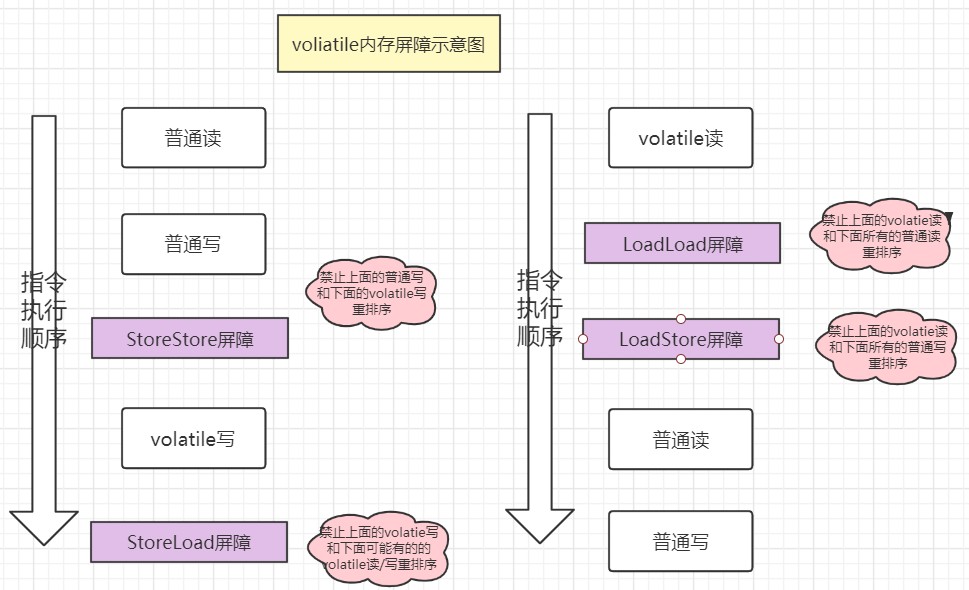 voliatile内存屏障示意图
指令
执行
顺序
普通读
普通写
禁止上面的普通写
和下面的volatile写
重排序
StoreStore屏障
volatile写
StoreLoad屏障
禁止上面的volatie写
和下面可能有的的
volatile读/写重排序
指令
执行
顺序
volatile读
LoadLoad屏障
禁止上面的volatie读
和下面所有的普通读
重排序
LoadStore屏障
禁止上面的volatie读
和下面所有的普通写
重排序
普通读
普通写